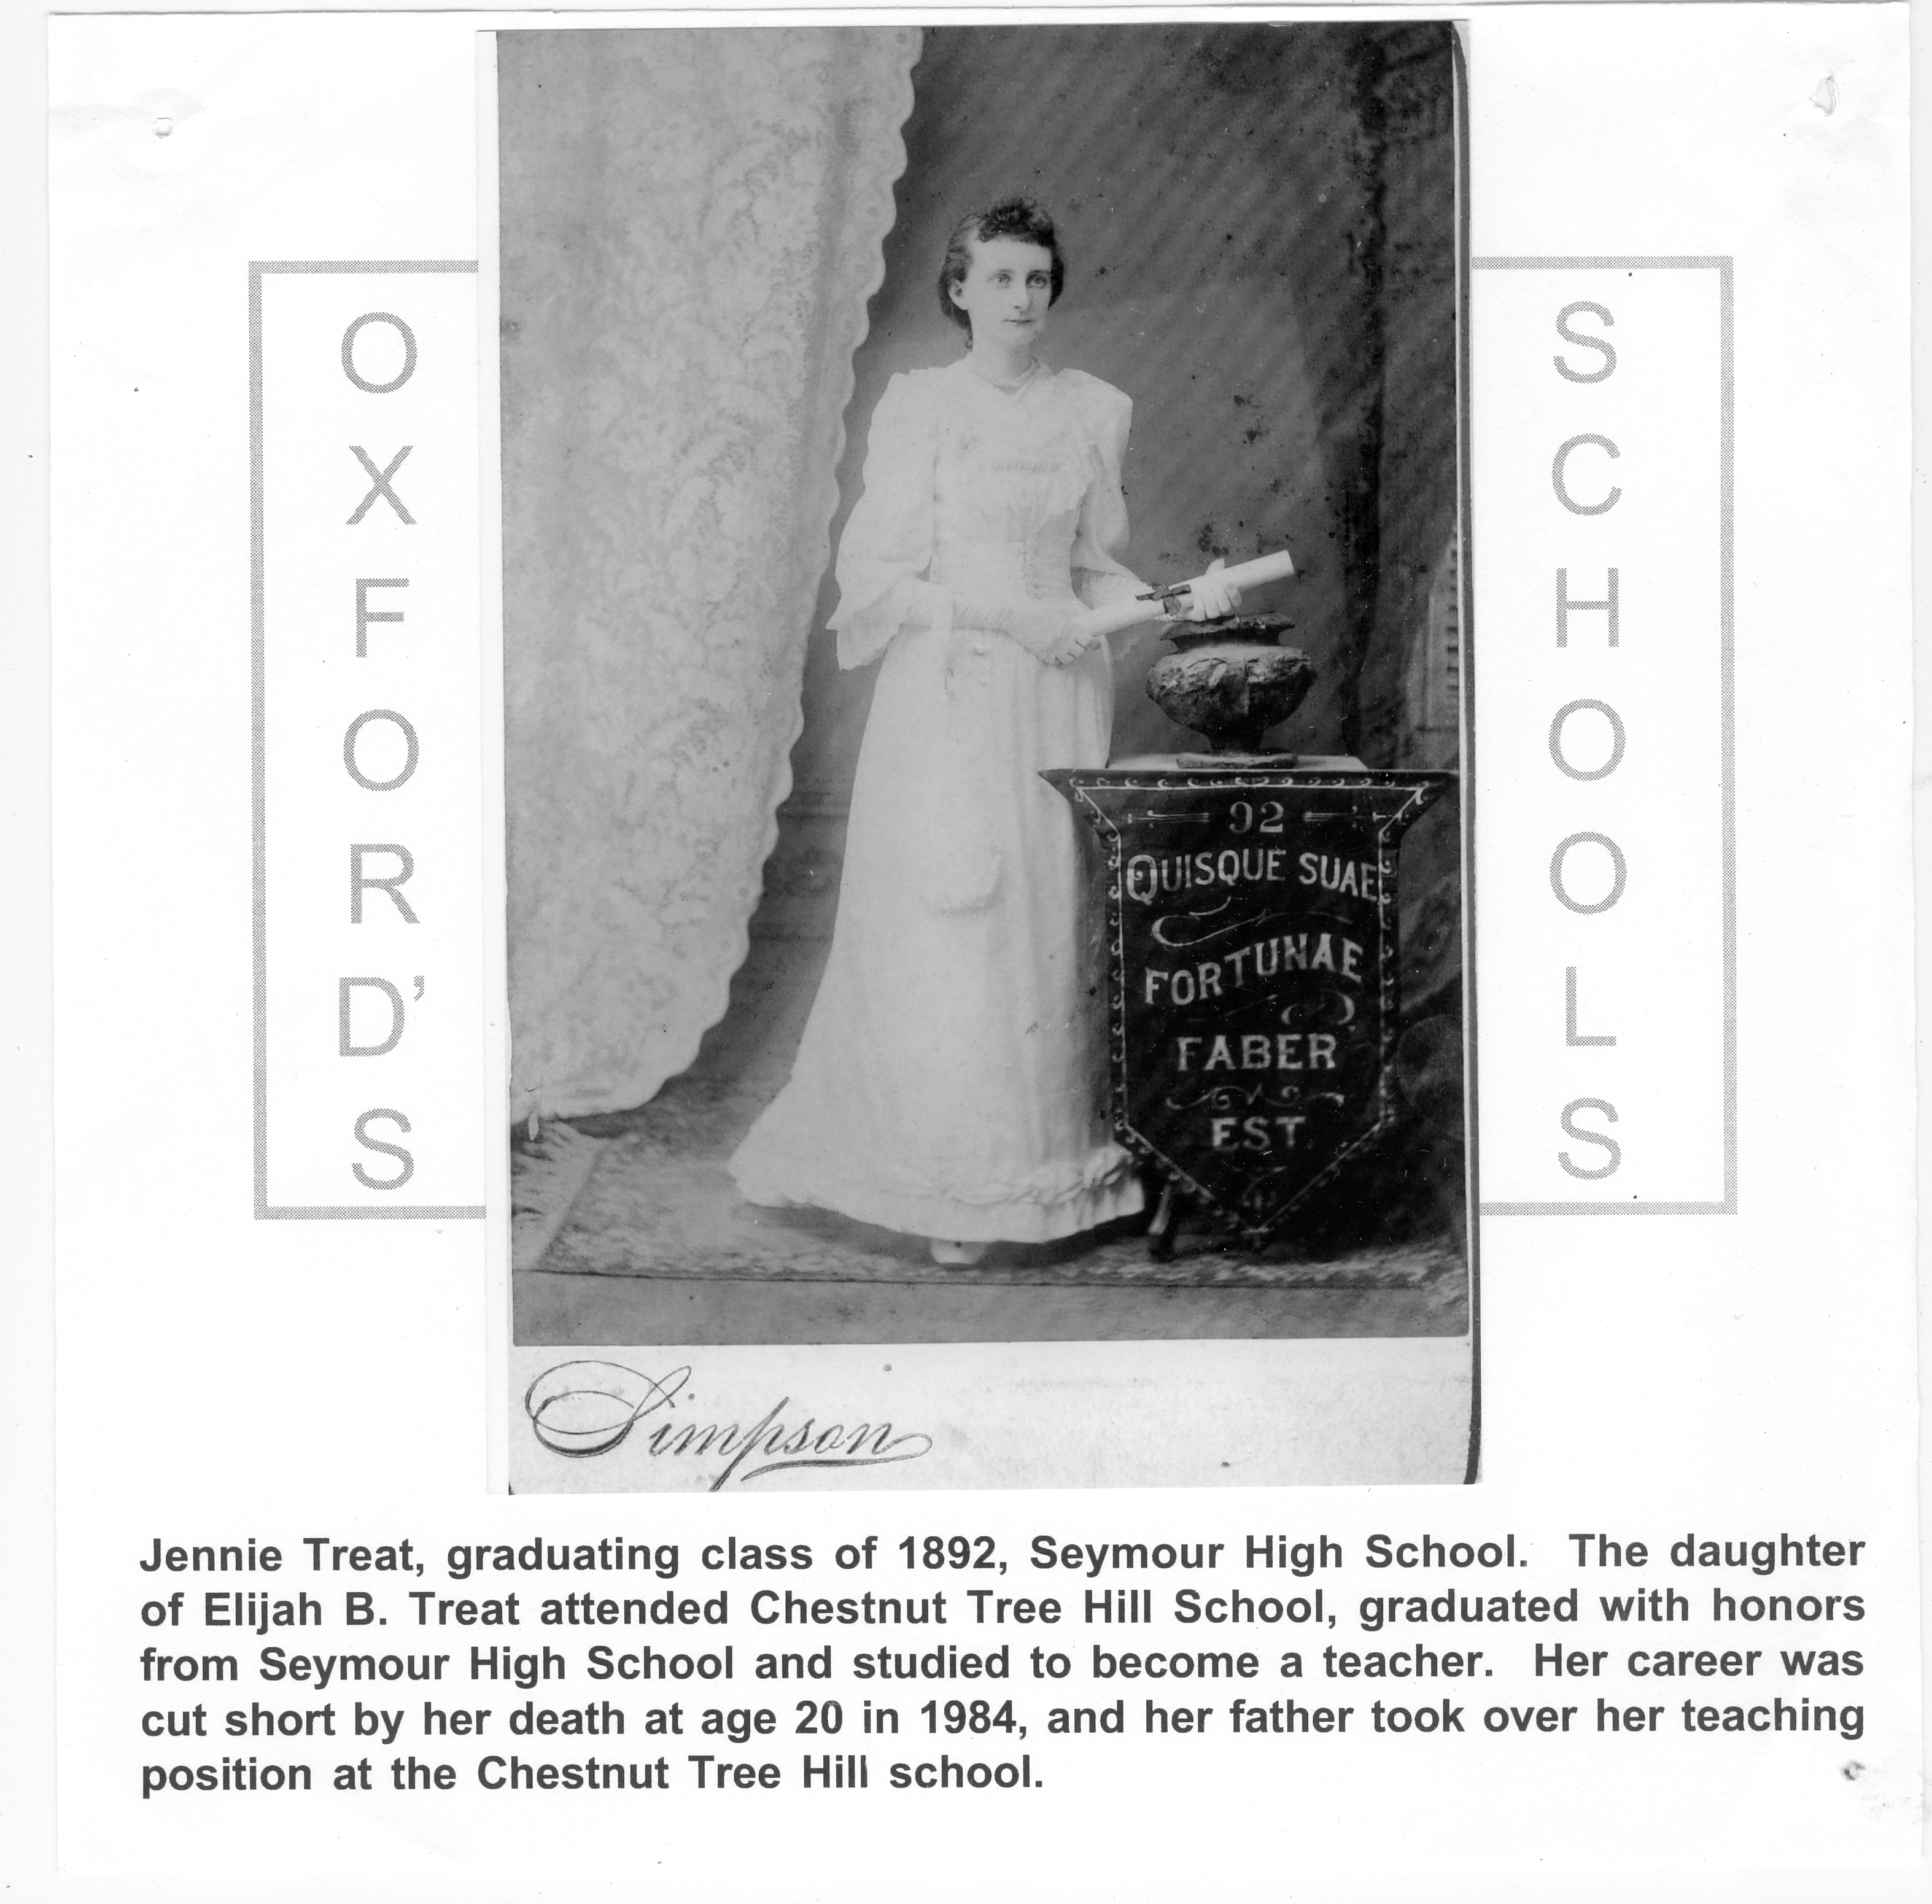 OXFORD'S
SCHOOLS
92
QUISQUE SUAE
FORTUNAE
FABER
EST
Simpson
Jennie Treat, graduating class of 1892, Seymour High School. The daughter
of Elijah B. Treat attended Chestnut Tree Hill School, graduated with honors
from Seymour High School and studied to become a teacher. Her career was
cut short by her death at age 20 in 1984, and her father took over her teaching
position at the Chestnut Tree Hill school.